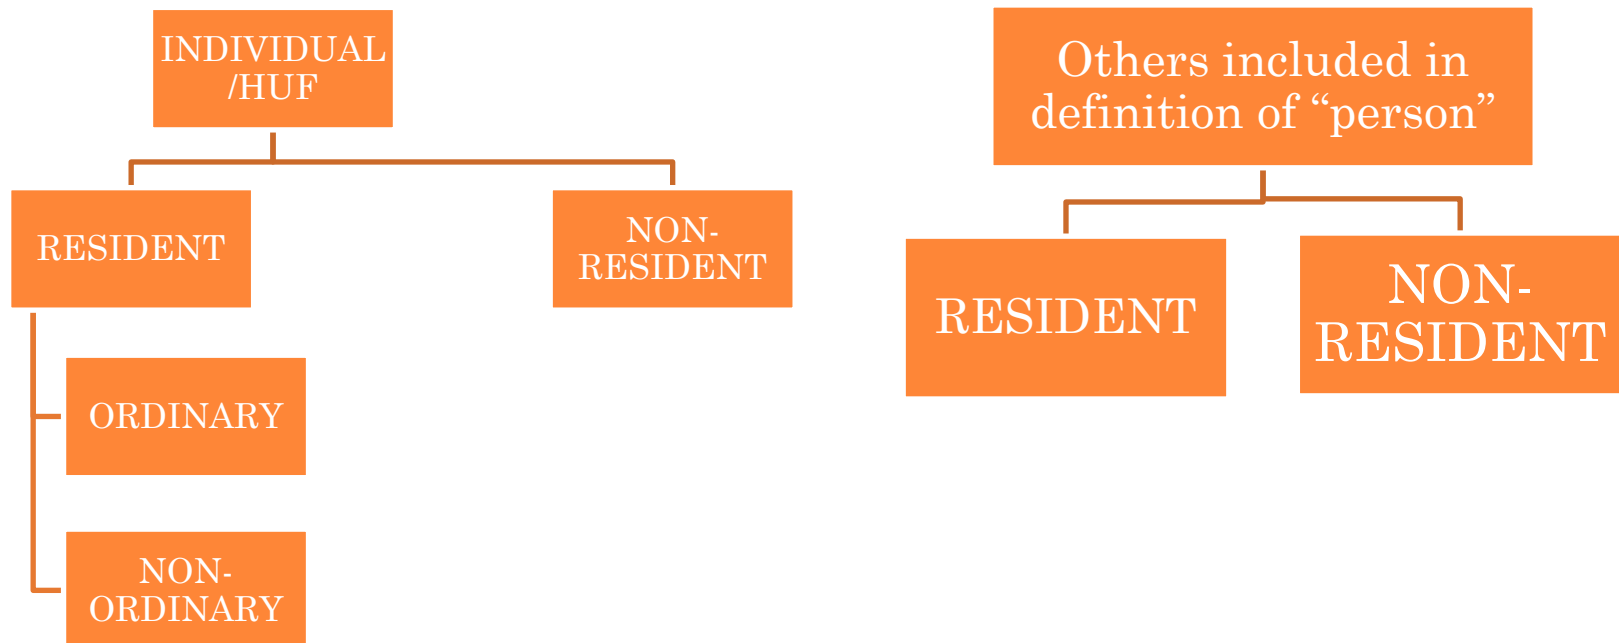 INDIVIDUAL
/HUF
RESIDENT
NON-
RESIDENT
ORDINARY
NON-
ORDINARY
Others included in
definition of “person”
RESIDENT
NON-
RESIDENT